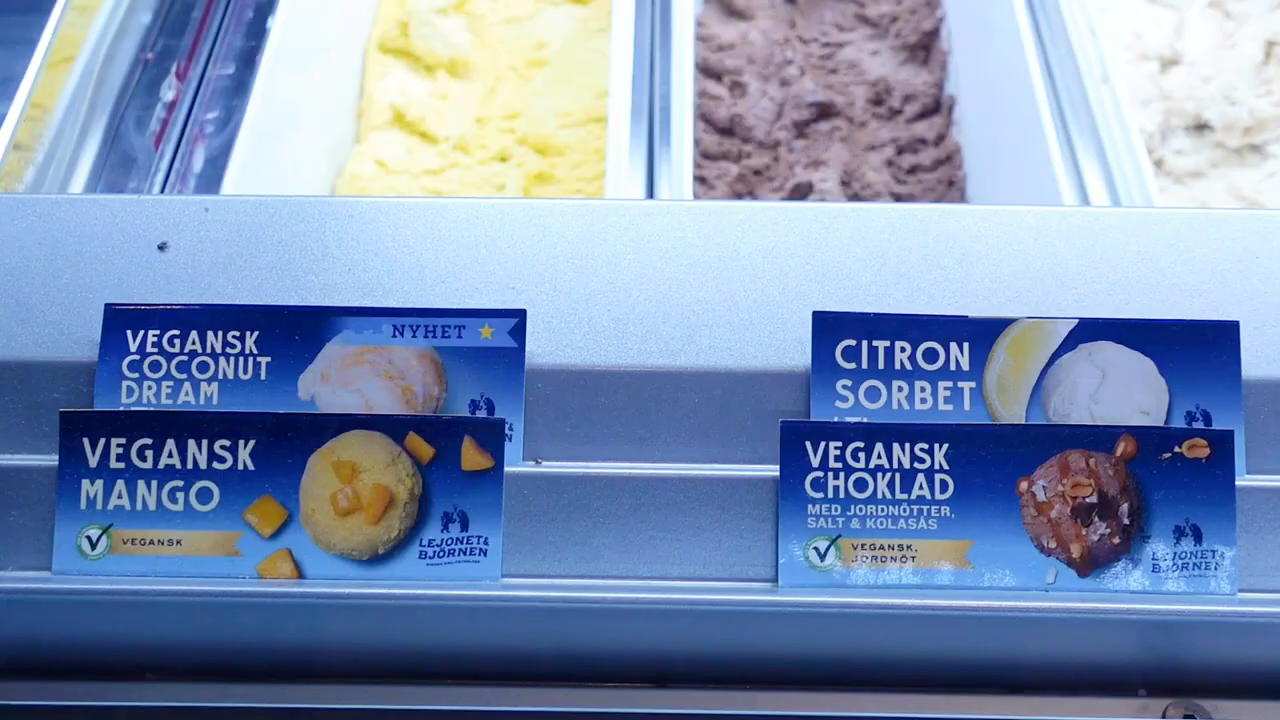 VEGANSK
COCONUT
DREAM
NYHET
VEGANSK
MANGO
VEGANSK
LEJONET&
BJÖRNEN
CITRON
SORBET
VEGANSK
CHOKLAD
MED JORDNÖTTER,
SALT & KOLASÅS
VEGANSK,
JORDNÖT
LEJONET&
BJÖRNEN